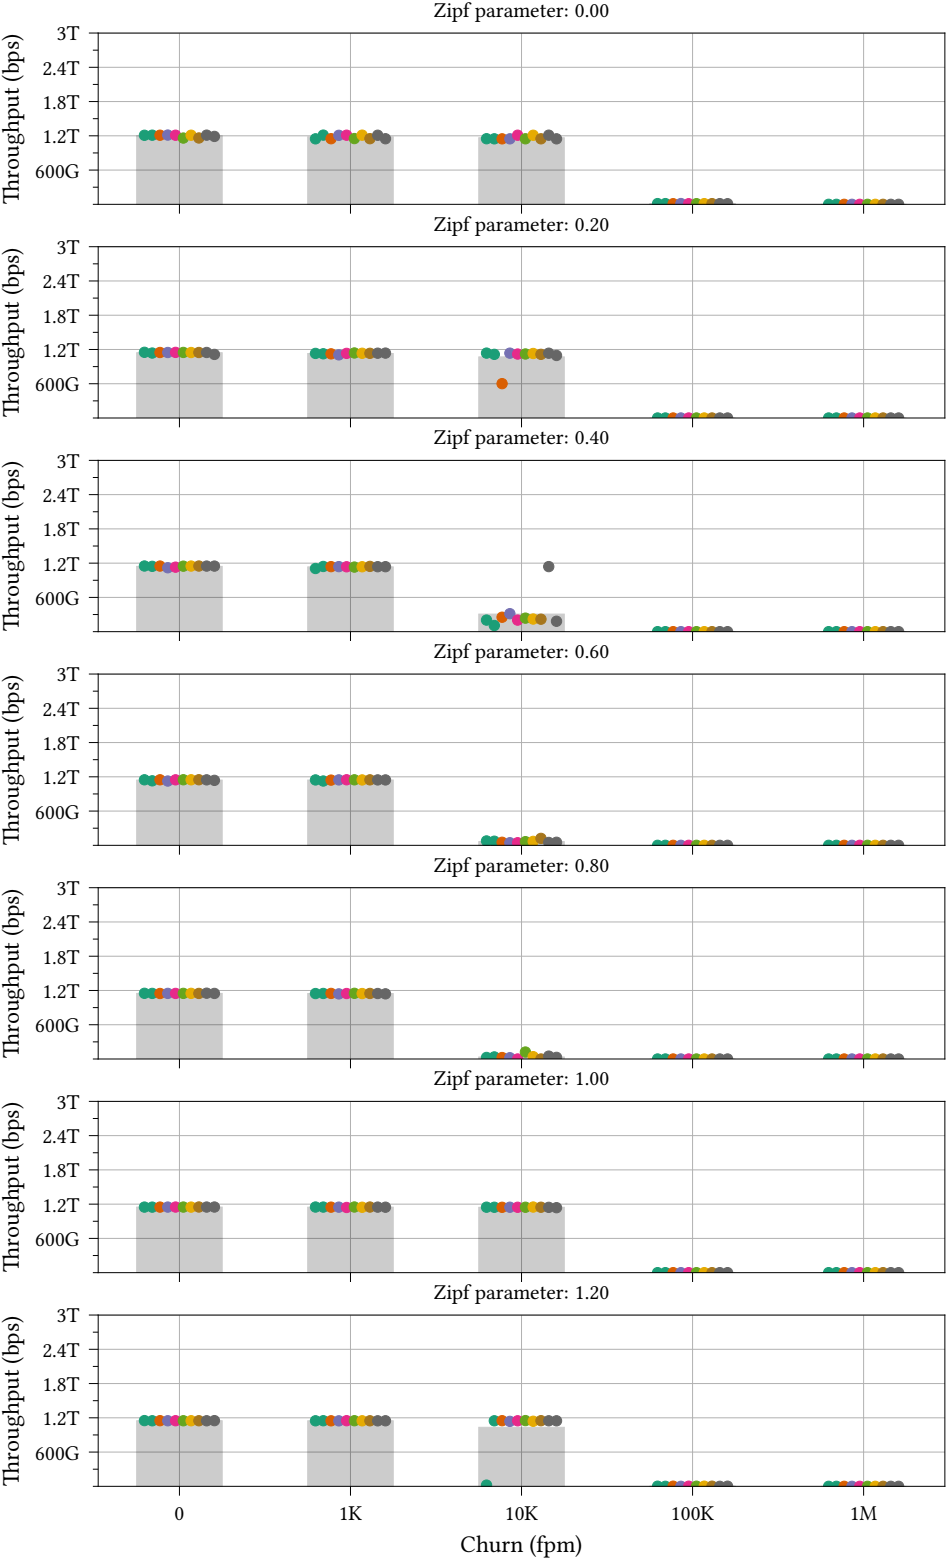 Zipf parameter: 0.00
3T
2.4T
1.8T
1.2T
600G
Throughput (bps)
Zipf parameter: 0.20
3T
2.4T
1.8T
1.2T
600G
Throughput (bps)
Zipf parameter: 0.40
3T
2.4T
1.8T
1.2T
600G
Throughput (bps)
Zipf parameter: 0.60
3T
2.4T
1.8T
1.2T
600G
Throughput (bps)
Zipf parameter: 0.80
3T
2.4T
1.8T
1.2T
600G
Throughput (bps)
Zipf parameter: 1.00
3T
2.4T
1.8T
1.2T
600G
Throughput (bps)
Zipf parameter: 1.20
3T
2.4T
1.8T
1.2T
600G
Throughput (bps)
0 1K 10K 100K 1M
Churn (fpm)